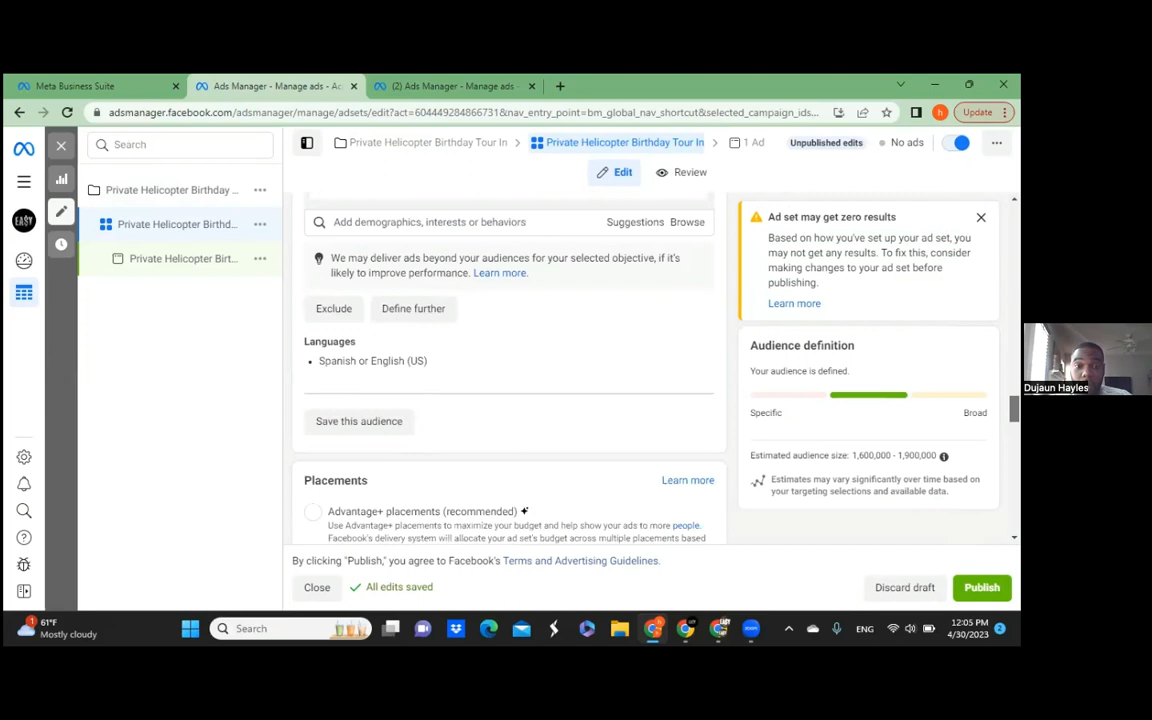 Meta Business Suite
Ads Manager - Manage ads - Ac
(2) Ads Manager - Manage ads -
adsmanager.facebook.com/adsmanager/manage/adsets/edit?act=604449284866731&nav_entry_point=bm_global_nav_shortcut&selected_campaign_ids...
h
Update
Search
Private Helicopter Birthday Tour In
Private Helicopter Birthday Tour In
1 Ad
Unpublished edits
No ads
Edit
Review
Private Helicopter Birthday ...
Private Helicopter Birthd...
Private Helicopter Birt...
EASY
Add demographics, interests or behaviors
Suggestions
Browse
We may deliver ads beyond your audiences for your selected objective, if it's
likely to improve performance. Learn more.
Exclude
Define further
Languages
Spanish or English (US)
Save this audience
Placements
Learn more
Advantage+ placements (recommended)
Use Advantage+ placements to maximize your budget and help show your ads to more people.
Facebook's delivery system will allocate your ad set's budget across multiple placements based
Ad set may get zero results
Based on how you've set up your ad set, you
may not get any results. To fix this, consider
making changes to your ad set before
publishing.
Learn more
Audience definition
Your audience is defined.
Specific
Broad
Estimated audience size: 1,600,000 - 1,900,000
Estimates may vary significantly over time based on
your targeting selections and available data.
By clicking "Publish," you agree to Facebook's Terms and Advertising Guidelines.
Close
All edits saved
Discard draft
Publish
Dujaun Hayles
1
61°F
Mostly cloudy
Search
ENG
12:05 PM
4/30/2023
2